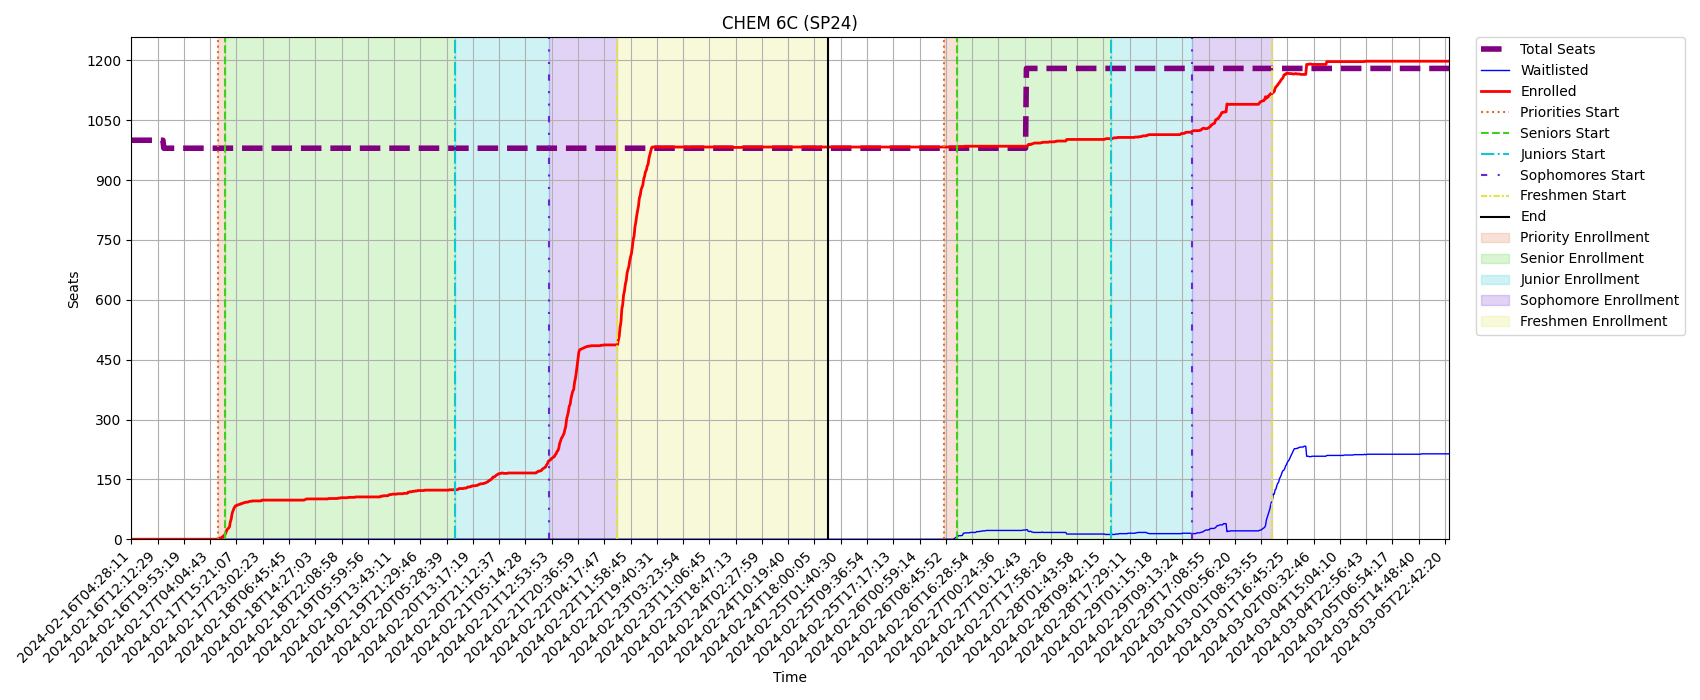 CHEM 6C (SP24)
Seats
1200
1050
900
750
600
450
300
150
0
2024-02-16T04:28:11
2024-02-16T12:12:29
2024-02-16T19:53:19
2024-02-17T04:04:43
2024-02-17T15:21:07
2024-02-17T23:02:23
2024-02-18T06:45:45
2024-02-18T14:27:03
2024-02-18T22:08:58
2024-02-19T05:59:56
2024-02-19T13:43:11
2024-02-19T21:29:46
2024-02-20T05:28:39
2024-02-20T13:17:19
2024-02-20T21:12:37
2024-02-21T05:14:28
2024-02-21T12:53:53
2024-02-21T20:36:59
2024-02-22T04:17:47
2024-02-22T11:58:45
2024-02-22T19:40:31
2024-02-23T03:23:54
2024-02-23T11:06:45
2024-02-23T18:47:13
2024-02-24T02:27:59
2024-02-24T10:19:40
2024-02-24T18:00:05
2024-02-25T01:40:30
2024-02-25T09:36:54
2024-02-25T17:17:13
2024-02-26T00:59:14
2024-02-26T08:45:52
2024-02-26T16:28:54
2024-02-27T00:24:36
2024-02-27T10:12:43
2024-02-27T17:58:26
2024-02-28T01:43:58
2024-02-28T09:42:15
2024-02-28T17:29:11
2024-02-29T01:15:18
2024-02-29T09:13:24
2024-02-29T17:08:55
2024-03-01T00:56:20
2024-03-01T08:53:55
2024-03-01T16:45:25
2024-03-02T00:32:46
2024-03-04T15:04:10
2024-03-04T22:56:43
2024-03-05T06:54:17
2024-03-05T14:48:40
2024-03-05T22:42:20
Time
Total Seats
Waitlisted
Enrolled
Priorities Start
Seniors Start
Juniors Start
Sophomores Start
Freshmen Start
End
Priority Enrollment
Senior Enrollment
Junior Enrollment
Sophomore Enrollment
Freshmen Enrollment